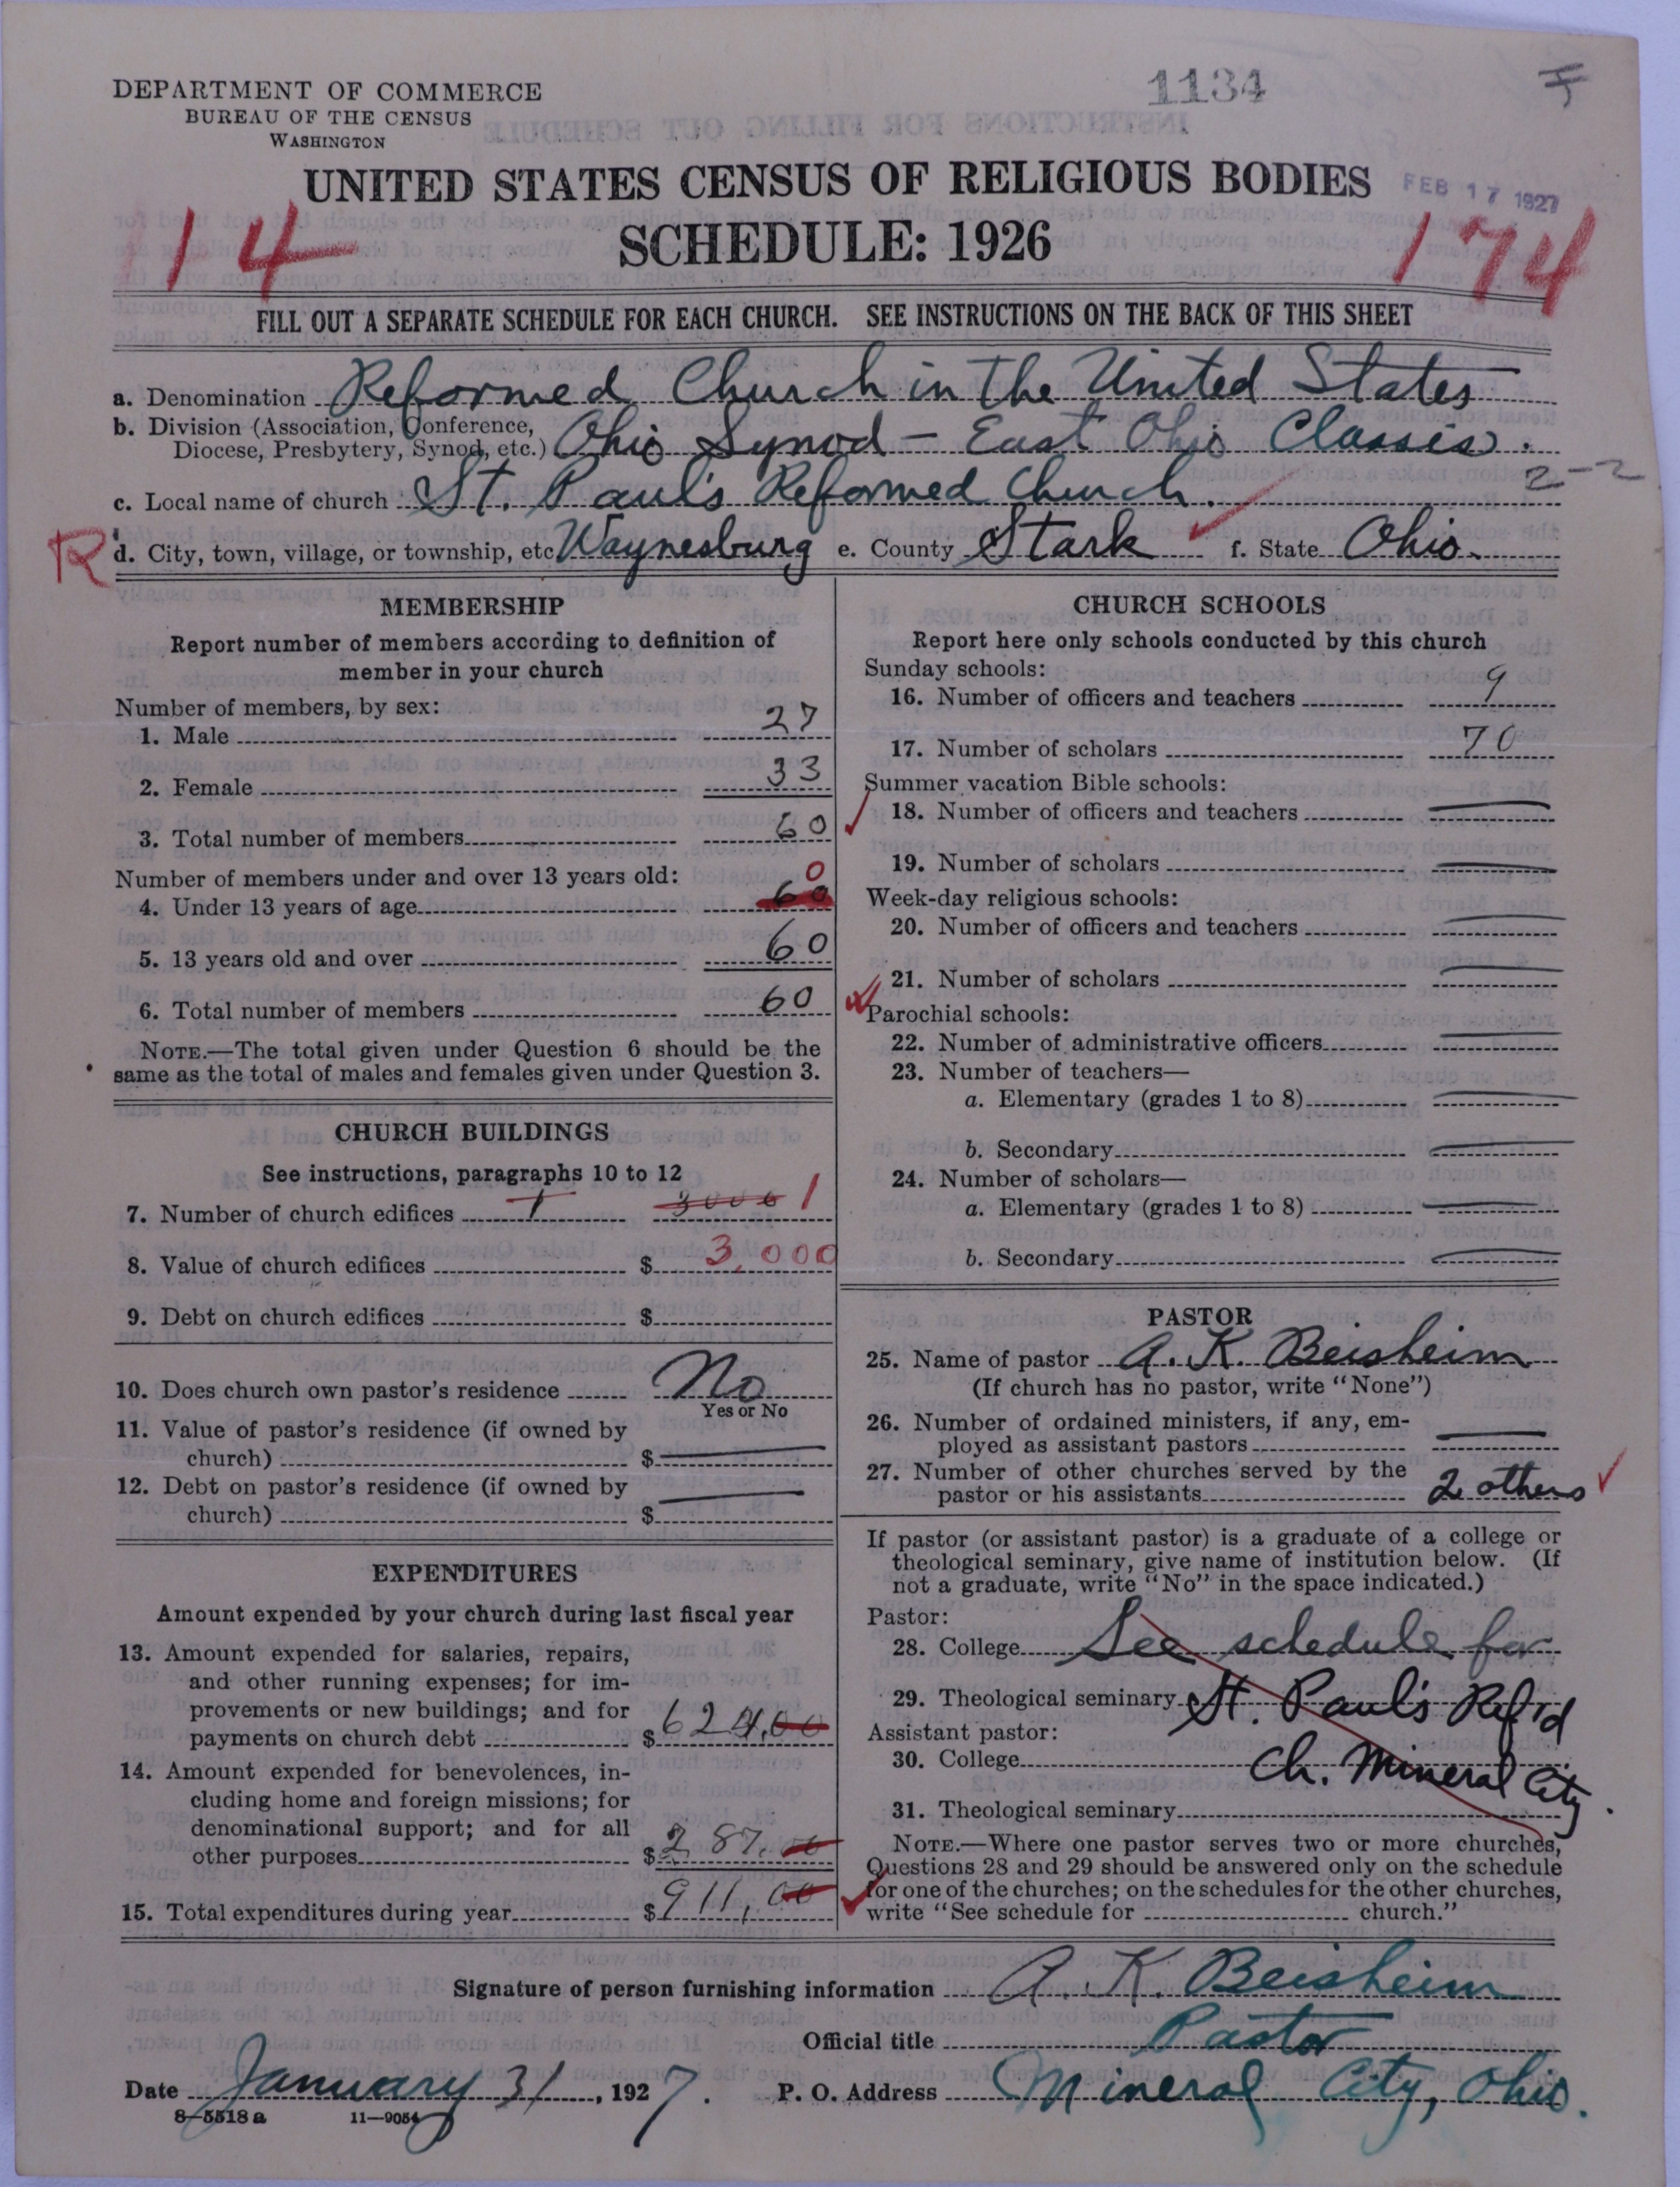 DEPARTMENT OF COMMERCE
BUREAU OF THE CENSUS
WASHINGTON
1134
UNITED STATES CENSUS OF RELIGIOUS BODIES
FEB 17 1927
14
SCHEDULE: 1926
174
FILL OUT A SEPARATE SCHEDULE FOR EACH CHURCH. SEE INSTRUCTIONS ON THE BACK OF THIS SHEET
a. Denomination Reformed Church in the United States
b. Division (Association, Conference,
Diocese, Presbytery, Synod, etc.) Ohio Synod - East Ohio Classis.
c. Local name of church St. Paul's Reformed Church. 2-2
R d. City, town, village, or township, etc. Waynesburg e. County Stark f. State Ohio.
MEMBERSHIP
Report number of members according to definition of
member in your church
Number of members, by sex:
1. Male 27
2. Female 33
3. Total number of members 60
Number of members under and over 13 years old:
0
4. Under 13 years of age 60
5. 13 years old and over 60
6. Total number of members 60
NOTE.—The total given under Question 6 should be the
same as the total of males and females given under Question 3.
CHURCH BUILDINGS
See instructions, paragraphs 10 to 12
7. Number of church edifices 1 3000 1
8. Value of church edifices $ 3,000
9. Debt on church edifices $
10. Does church own pastor's residence No
Yes or No
11. Value of pastor's residence (if owned by
church) $
12. Debt on pastor's residence (if owned by
church) $
EXPENDITURES
Amount expended by your church during last fiscal year
13. Amount expended for salaries, repairs,
and other running expenses; for im-
provements or new buildings; and for
payments on church debt $ 624.00
14. Amount expended for benevolences, in-
cluding home and foreign missions; for
denominational support; and for all
other purposes $ 287.00
15. Total expenditures during year $ 911.00
CHURCH SCHOOLS
Report here only schools conducted by this church
Sunday schools:
16. Number of officers and teachers 9
17. Number of scholars 70
Summer vacation Bible schools:
18. Number of officers and teachers
19. Number of scholars
Week-day religious schools:
20. Number of officers and teachers
21. Number of scholars
Parochial schools:
22. Number of administrative officers
23. Number of teachers—
a. Elementary (grades 1 to 8)
b. Secondary
24. Number of scholars—
a. Elementary (grades 1 to 8)
b. Secondary
PASTOR
25. Name of pastor A. K. Beisheim
(If church has no pastor, write "None")
26. Number of ordained ministers, if any, em-
ployed as assistant pastors
27. Number of other churches served by the
pastor or his assistants 2 others
If pastor (or assistant pastor) is a graduate of a college or
theological seminary, give name of institution below. (If
not a graduate, write "No" in the space indicated.)
Pastor:
28. College See schedule for
29. Theological seminary St. Paul's Ref'd
Assistant pastor:
30. College Ch. Mineral City.
31. Theological seminary
NOTE.—Where one pastor serves two or more churches,
Questions 28 and 29 should be answered only on the schedule
for one of the churches; on the schedules for the other churches,
write "See schedule for church."
Signature of person furnishing information A. K. Beisheim
Official title Pastor
Date January 31, 1927. P. O. Address Mineral City, Ohio.
8—5518 a 11—9054